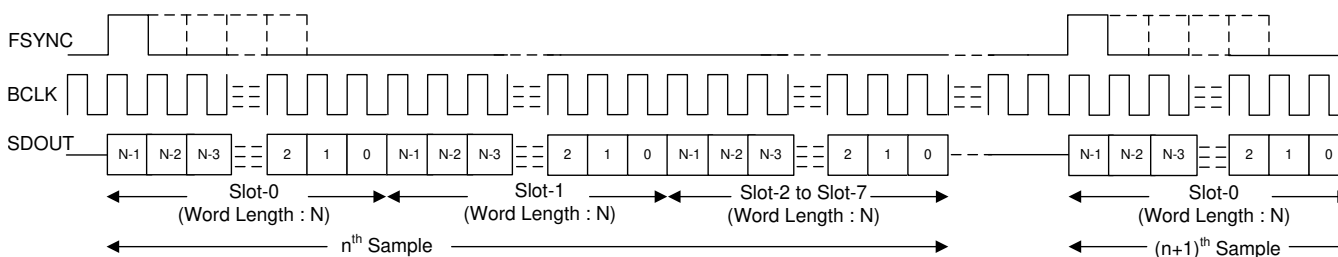 FSYNC
BCLK
SDOUT N-1 N-2 N-3 2 1 0 N-1 N-2 N-3 2 1 0 N-1 N-2 N-3 2 1 0 N-1 N-2 N-3 2 1 0
Slot-0 Slot-1 Slot-2 to Slot-7 Slot-0
(Word Length : N) (Word Length : N) (Word Length : N) (Word Length : N)
nth Sample (n+1)th Sample